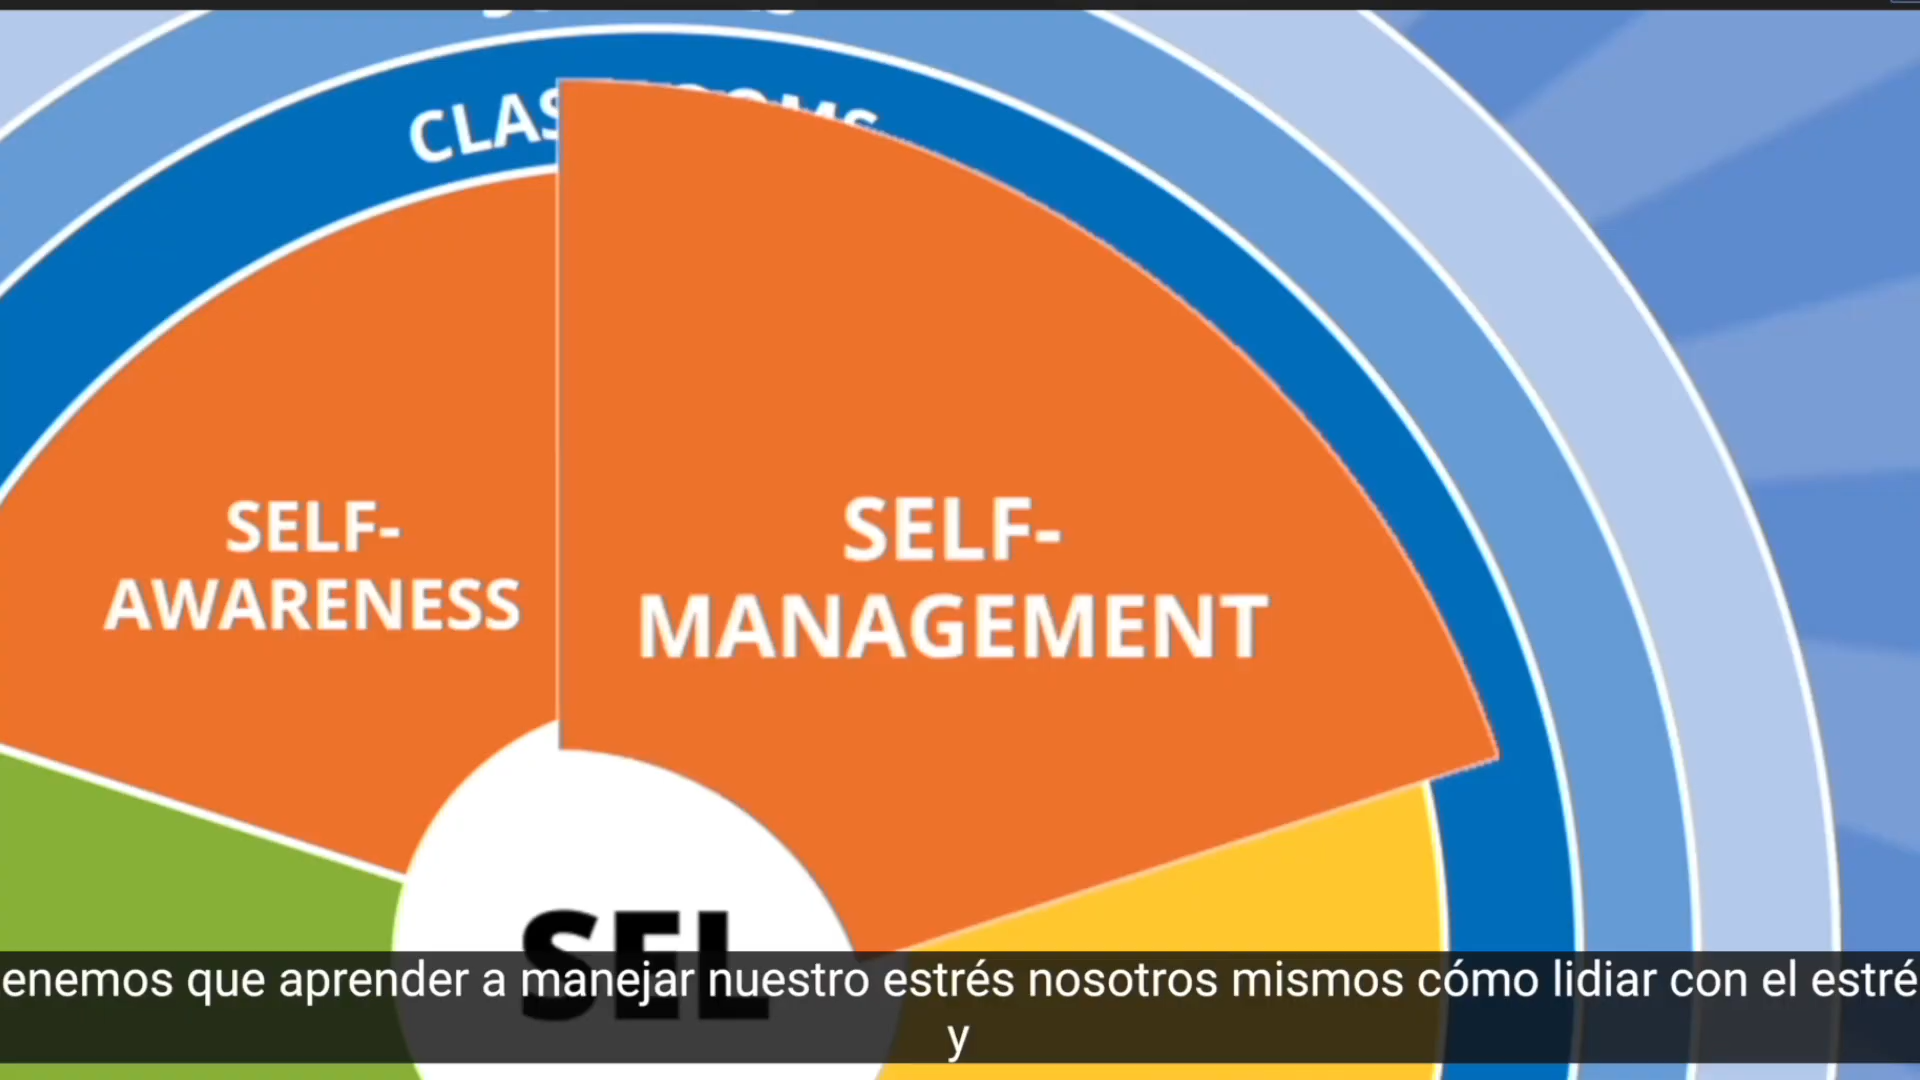 SELF-
AWARENESS
SELF-
MANAGEMENT
SEL
enemos que aprender a manejar nuestro estrés nosotros mismos cómo lidiar con el estré
y